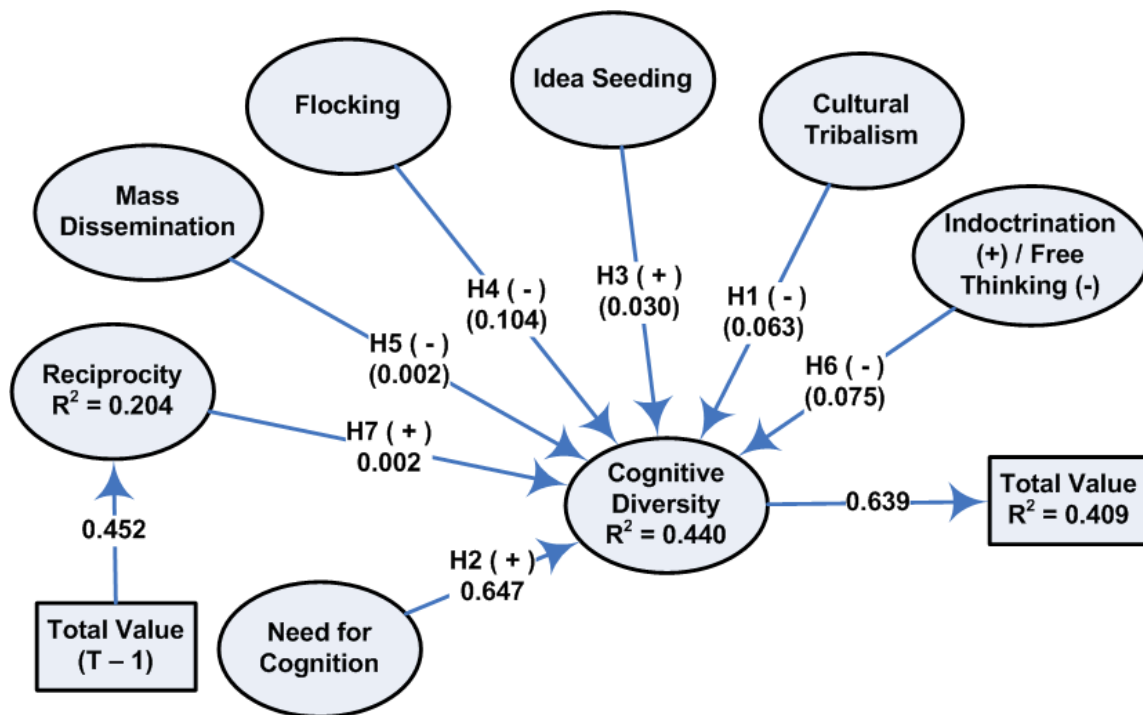 Idea Seeding
Flocking
Cultural
Tribalism
Mass
Dissemination
Indoctrination
(+) / Free
Thinking (-)
H4 ( - )
(0.104)
H3 ( + )
(0.030)
H1 ( - )
(0.063)
H5 ( - )
(0.002)
H6 ( - )
(0.075)
Reciprocity
R² = 0.204
H7 ( + )
0.002
Cognitive
Diversity
R² = 0.440
0.639
Total Value
R² = 0.409
0.452
H2 ( + )
0.647
Total Value
(T – 1)
Need for
Cognition